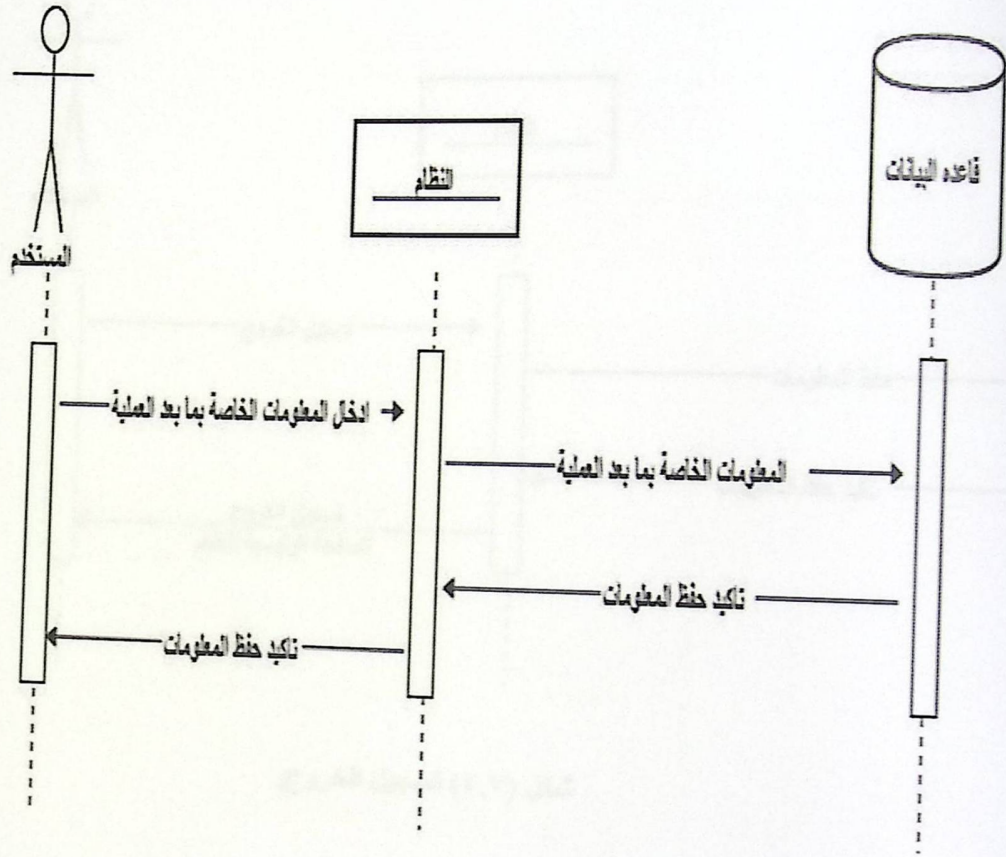 المستخدم
النظام
قاعده البيانات
ادخل المعلومات الخاصة بما بعد العملية
المعلومات الخاصة بما بعد العملية
تاكيد حفظ المعلومات
تاكيد حفظ المعلومات